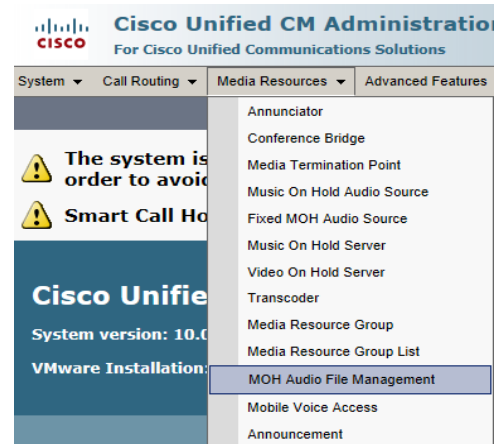 CISCO
Cisco Unified CM Administratio
For Cisco Unified Communications Solutions
System Call Routing Media Resources Advanced Features
Annunciator
Conference Bridge
Media Termination Point
Music On Hold Audio Source
Fixed MOH Audio Source
Music On Hold Server
Video On Hold Server
Transcoder
Media Resource Group
Media Resource Group List
MOH Audio File Management
Mobile Voice Access
Announcement
The system is
order to avoid
Smart Call Ho
Cisco Unifie
System version: 10.0
VMware Installation: